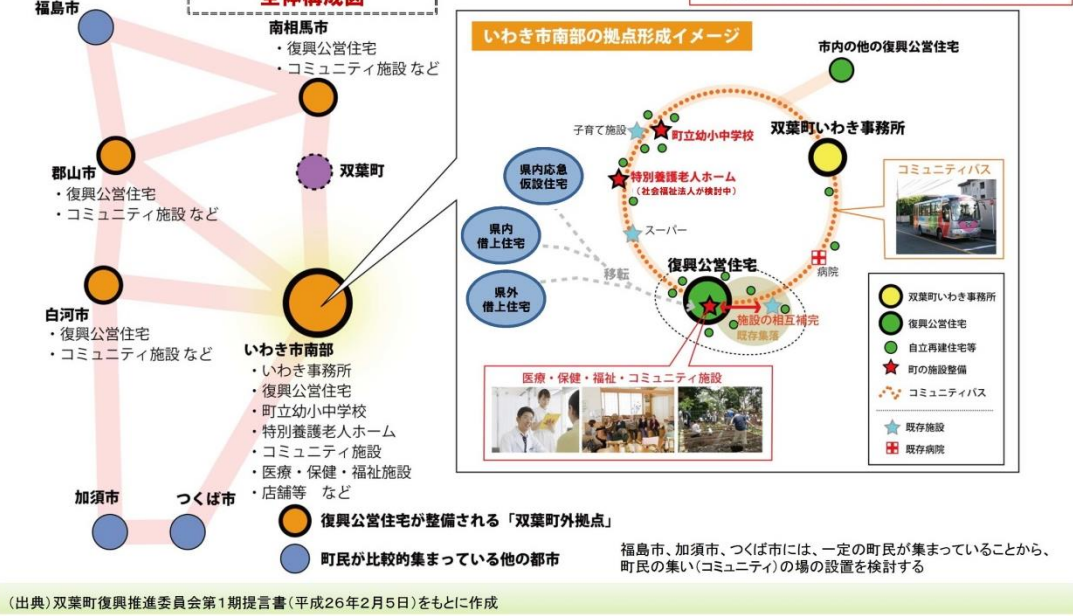 全体構成図
福島市
南相馬市
・復興公営住宅
・コミュニティ施設 など
双葉町
郡山市
・復興公営住宅
・コミュニティ施設 など
白河市
・復興公営住宅
・コミュニティ施設 など
いわき市南部
・いわき事務所
・復興公営住宅
・町立幼小中学校
・特別養護老人ホーム
・コミュニティ施設
・医療・保健・福祉施設
・店舗等 など
加須市
つくば市
いわき市南部の拠点形成イメージ
市内の他の復興公営住宅
子育て施設
町立幼小中学校
双葉町いわき事務所
コミュニティバス
県内応急
仮設住宅
特別養護老人ホーム
(社会福祉法人が検討中)
県内
借上住宅
スーパー
県外
借上住宅
移転
復興公営住宅
病院
施設の相互補完
既存集落
医療・保健・福祉・コミュニティ施設
双葉町いわき事務所
復興公営住宅
自立再建住宅等
町の施設整備
コミュニティバス
既存施設
既存病院
復興公営住宅が整備される「双葉町外拠点」
町民が比較的集まっている他の都市
福島市、加須市、つくば市には、一定の町民が集まっていることから、
町民の集い(コミュニティ)の場の設置を検討する
(出典)双葉町復興推進委員会第1期提言書(平成26年2月5日)をもとに作成